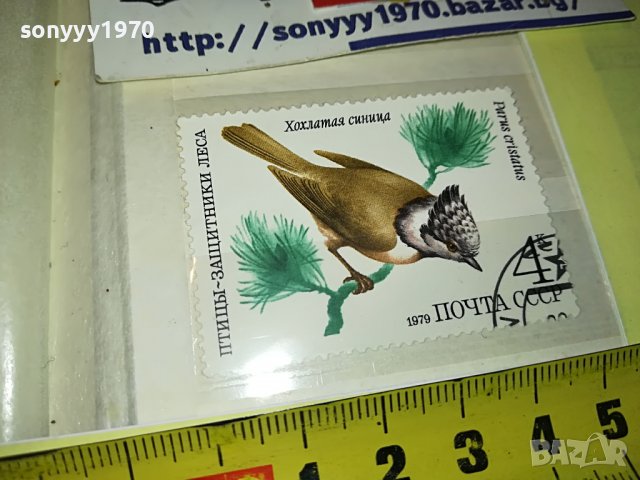 sonyyy1970
http://sonyyy1970.bazar.bg/
Хохлатая синица
Parus cristatus
ПТИЦЫ-ЗАЩИТНИКИ ЛЕСА
4К
1979 ПОЧТА СССР
1 2 3 4 5
BAZAR